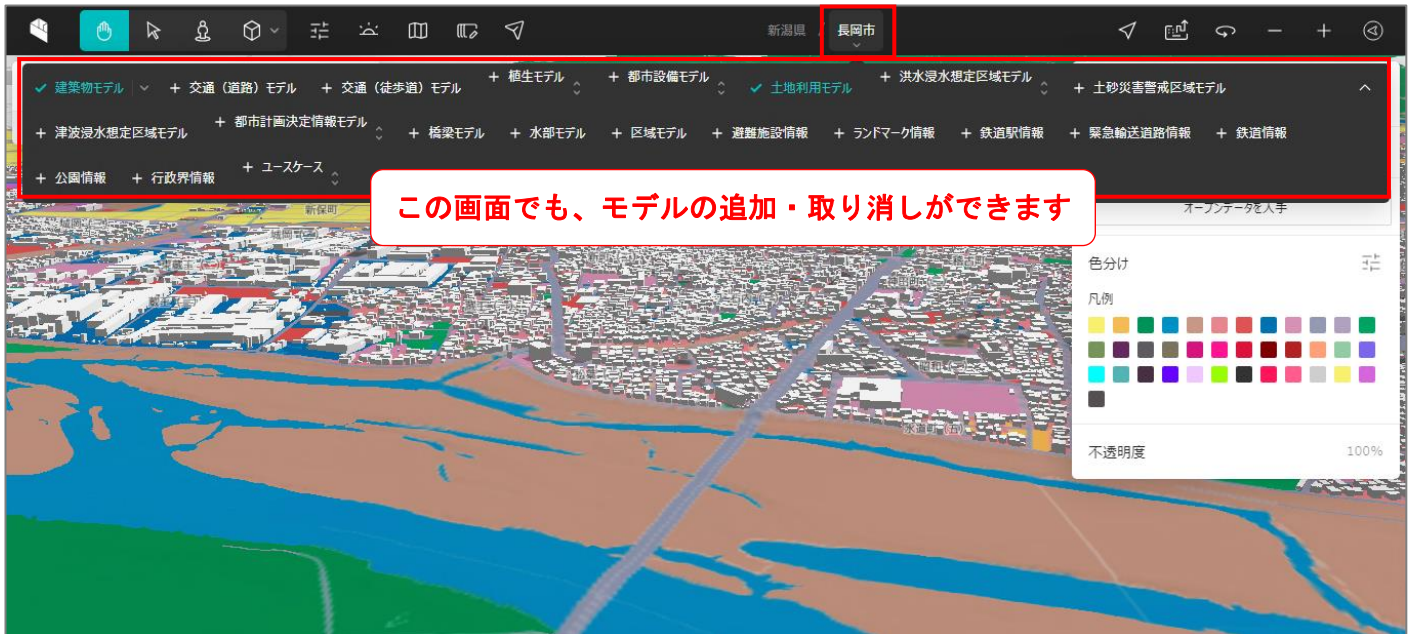 新潟県 / 長岡市
✓ 建築物モデル + 交通（道路）モデル + 交通（徒歩道）モデル + 植生モデル + 都市設備モデル ✓ 土地利用モデル + 洪水浸水想定区域モデル + 土砂災害警戒区域モデル
+ 津波浸水想定区域モデル + 都市計画決定情報モデル + 橋梁モデル + 水部モデル + 区域モデル + 避難施設情報 + ランドマーク情報 + 鉄道駅情報 + 緊急輸送道路情報 + 鉄道情報
+ 公園情報 + 行政界情報 + ユースケース
この画面でも、モデルの追加・取り消しができます
新保町
オープンデータを入手
色分け
凡例
水道町（五）
不透明度 100%